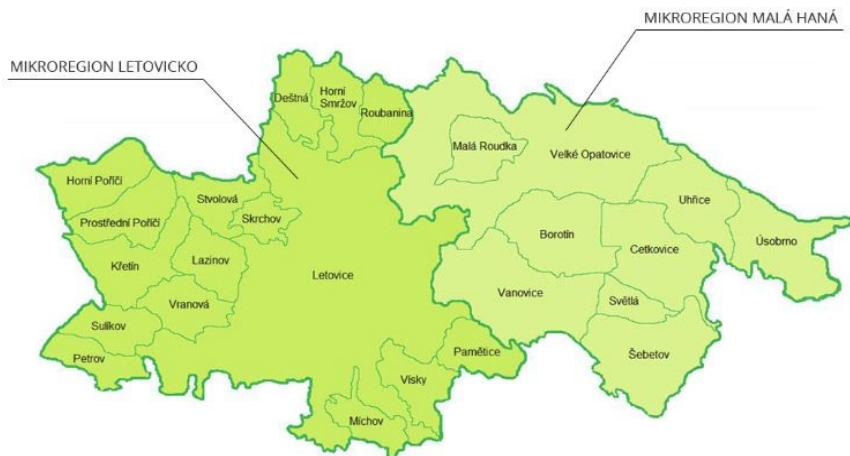 MIKROREGION MALÁ HANÁ
MIKROREGION LETOVICKO
Deštná
Horní
Smržov
Roubanina
Malá Roudka
Velké Opatovice
Horní Poříčí
Stvolová
Uhřice
Prostřední Poříčí
Skrchov
Borotín
Úsobrno
Cetkovice
Křetín
Lazinov
Letovice
Vanovice
Vranová
Světlá
Sulíkov
Petrov
Pamětice
Šebetov
Vísky
Míchov